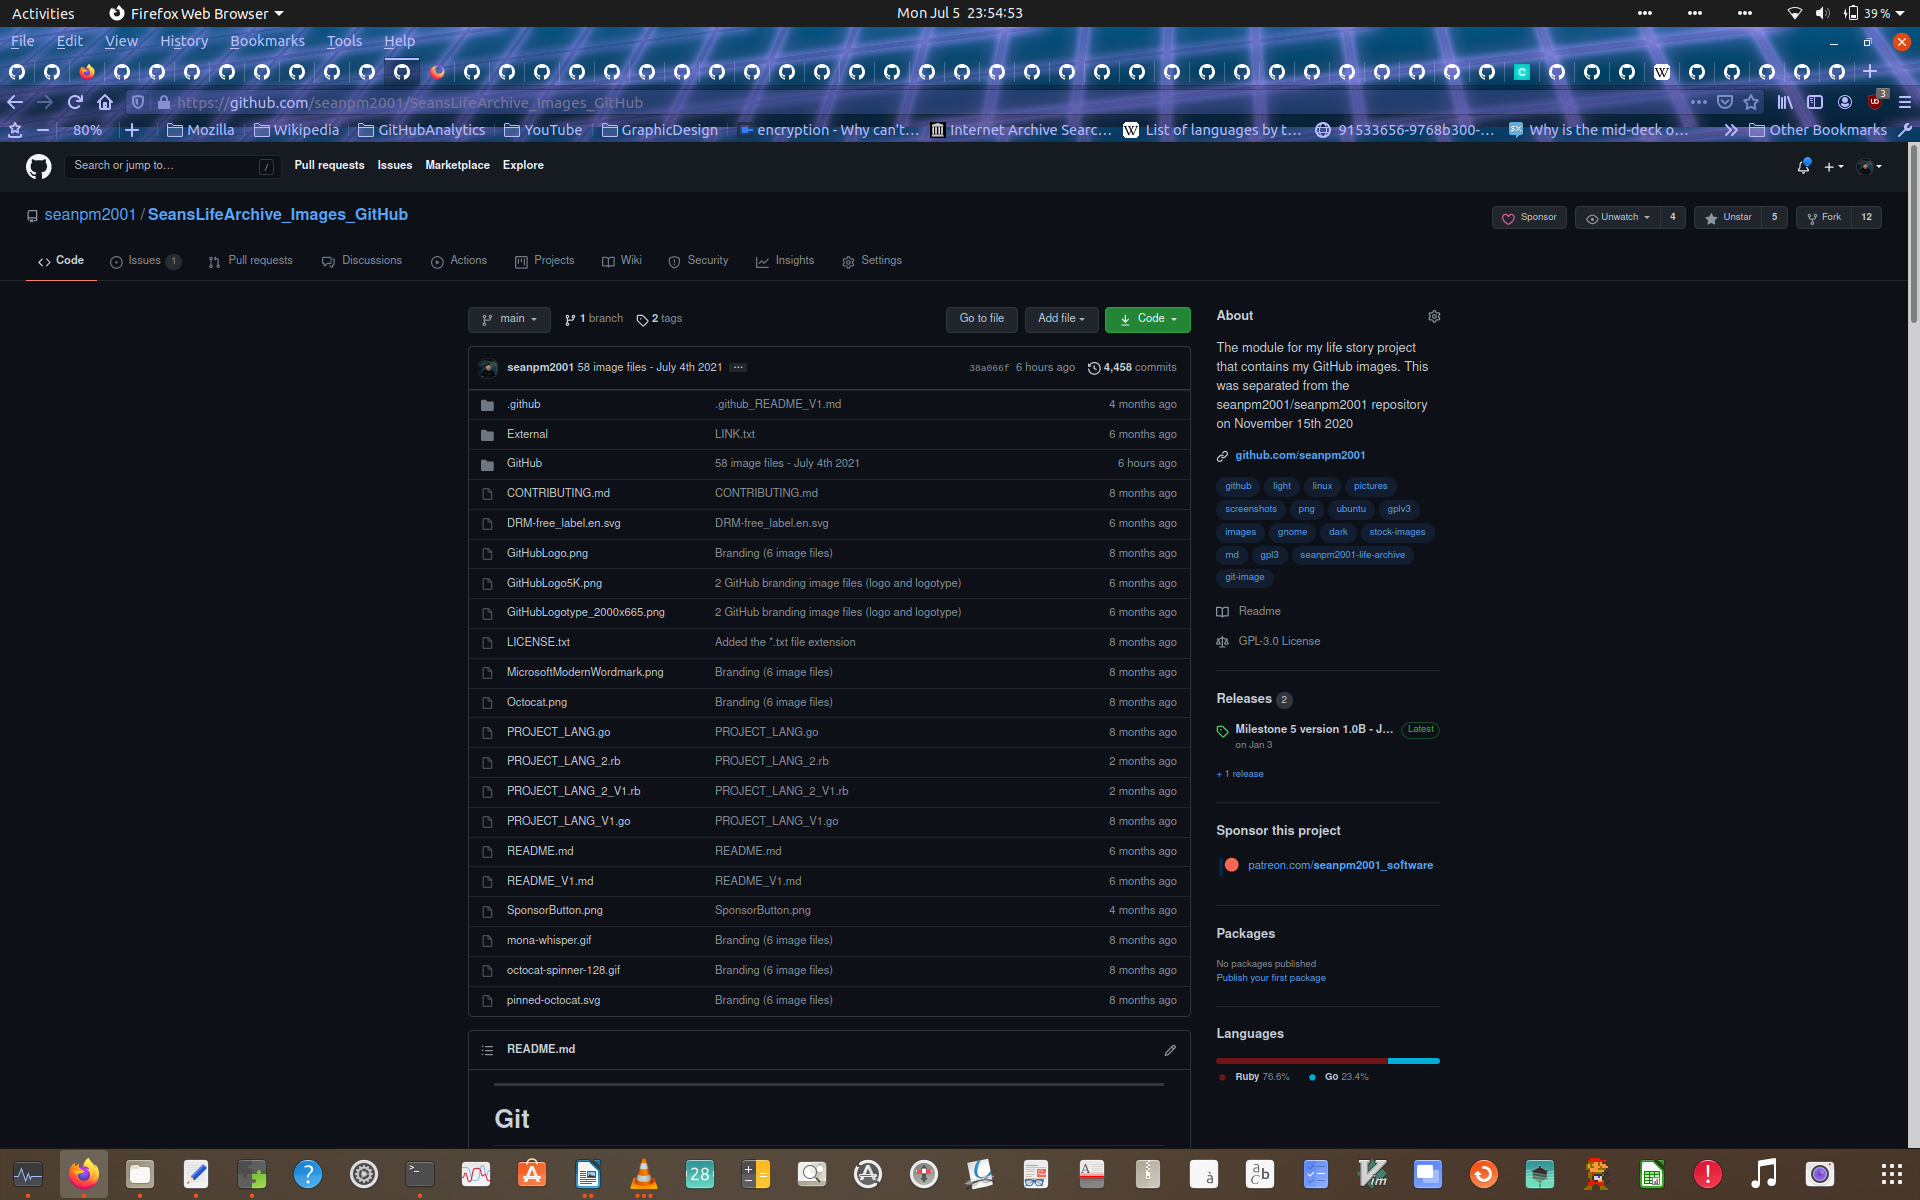 Activities Firefox Web Browser Mon Jul 5 23:54:53 39 %
File Edit View History Bookmarks Tools Help
https://github.com/seanpm2001/SeansLifeArchive_Images_GitHub 3
80% Mozilla Wikipedia GitHubAnalytics YouTube GraphicDesign encryption - Why can't… Internet Archive Searc… List of languages by t… 91533656-9768b300-… Why is the mid-deck o… Other Bookmarks
Search or jump to… / Pull requests Issues Marketplace Explore
seanpm2001 / SeansLifeArchive_Images_GitHub Sponsor Unwatch 4 Unstar 5 Fork 12
Code Issues 1 Pull requests Discussions Actions Projects Wiki Security Insights Settings
main 1 branch 2 tags Go to file Add file Code
seanpm2001 58 image files - July 4th 2021 38a066f 6 hours ago 4,458 commits
.github .github_README_V1.md 4 months ago
External LINK.txt 6 months ago
GitHub 58 image files - July 4th 2021 6 hours ago
CONTRIBUTING.md CONTRIBUTING.md 8 months ago
DRM-free_label.en.svg DRM-free_label.en.svg 6 months ago
GitHubLogo.png Branding (6 image files) 8 months ago
GitHubLogo5K.png 2 GitHub branding image files (logo and logotype) 6 months ago
GitHubLogotype_2000x665.png 2 GitHub branding image files (logo and logotype) 6 months ago
LICENSE.txt Added the *.txt file extension 8 months ago
MicrosoftModernWordmark.png Branding (6 image files) 8 months ago
Octocat.png Branding (6 image files) 8 months ago
PROJECT_LANG.go PROJECT_LANG.go 8 months ago
PROJECT_LANG_2.rb PROJECT_LANG_2.rb 2 months ago
PROJECT_LANG_2_V1.rb PROJECT_LANG_2_V1.rb 2 months ago
PROJECT_LANG_V1.go PROJECT_LANG_V1.go 8 months ago
README.md README.md 6 months ago
README_V1.md README_V1.md 6 months ago
SponsorButton.png SponsorButton.png 4 months ago
mona-whisper.gif Branding (6 image files) 8 months ago
octocat-spinner-128.gif Branding (6 image files) 8 months ago
pinned-octocat.svg Branding (6 image files) 8 months ago
README.md
Git
About
The module for my life story project
that contains my GitHub images. This
was separated from the
seanpm2001/seanpm2001 repository
on November 15th 2020
github.com/seanpm2001
github light linux pictures
screenshots png ubuntu gplv3
images gnome dark stock-images
md gpl3 seanpm2001-life-archive
git-image
Readme
GPL-3.0 License
Releases 2
Milestone 5 version 1.0B - J… Latest
on Jan 3
+ 1 release
Sponsor this project
patreon.com/seanpm2001_software
Packages
No packages published
Publish your first package
Languages
Ruby 76.6% Go 23.4%
28